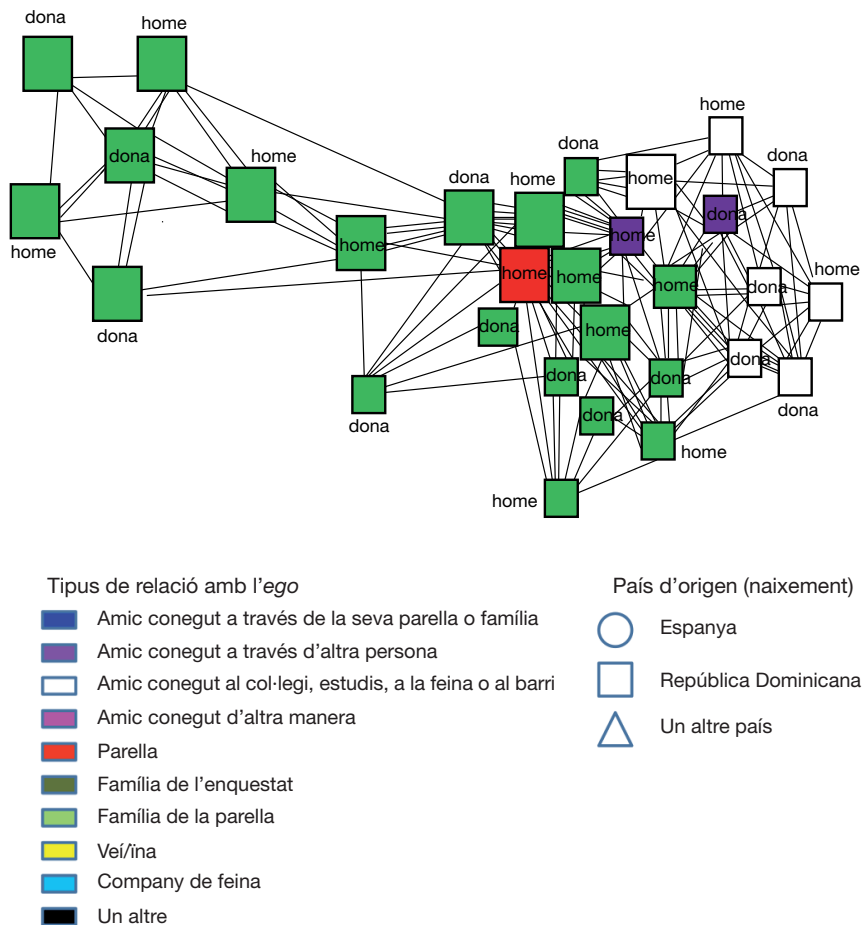 dona
home
home
dona
dona
home
home
dona
dona
home
home
dona
home
home
dona
home
dona
home
home
home
home
dona
dona
home
dona
dona
dona
dona
dona
dona
home
home
Tipus de relació amb l'ego
Amic conegut a través de la seva parella o família
Amic conegut a través d'altra persona
Amic conegut al col·legi, estudis, a la feina o al barri
Amic conegut d'altra manera
Parella
Família de l'enquestat
Família de la parella
Veí/ïna
Company de feina
Un altre
País d'origen (naixement)
Espanya
República Dominicana
Un altre país